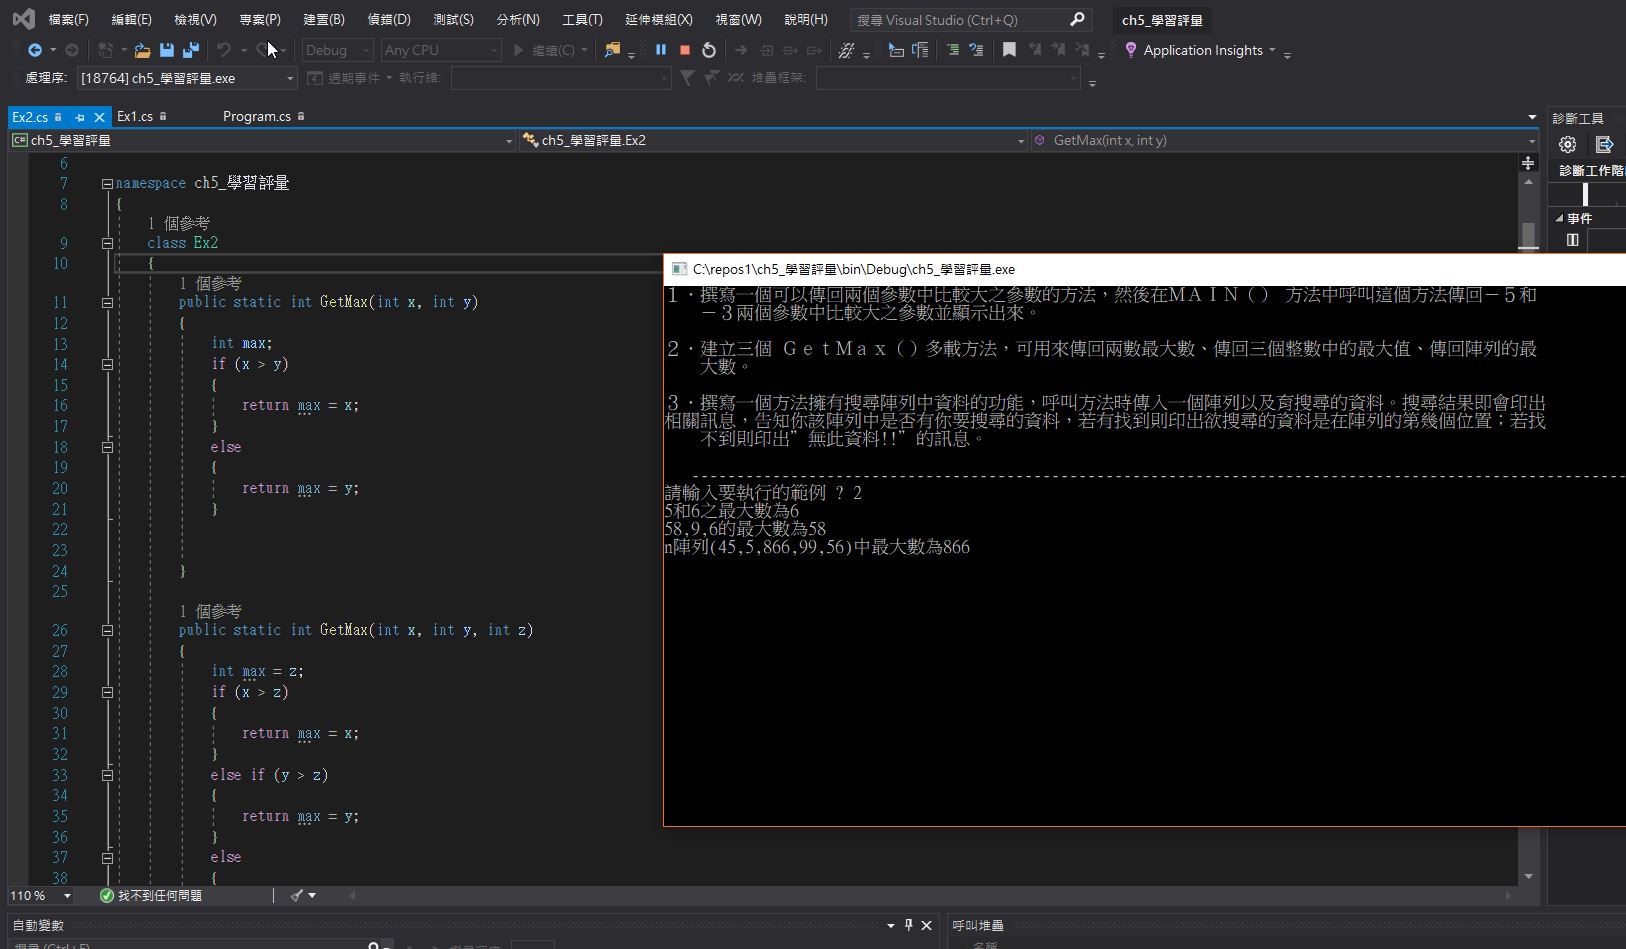 檔案(F) 編輯(E) 檢視(V) 專案(P) 建置(B) 偵錯(D) 測試(S) 分析(N) 工具(T) 延伸模組(X) 視窗(W) 說明(H) 搜尋 Visual Studio (Ctrl+Q) ch5_學習評量
Debug Any CPU 繼續(C) Application Insights
處理序: [18764] ch5_學習評量.exe 週期事件 執行緒: 堆疊框架:
Ex2.cs Ex1.cs Program.cs
診斷工具
C# ch5_學習評量 ch5_學習評量.Ex2 GetMax(int x, int y)
診斷工作階
事件
6
7 namespace ch5_學習評量
8 {
1 個參考
9 class Ex2
10 {
1 個參考
11 public static int GetMax(int x, int y)
12 {
13 int max;
14 if (x > y)
15 {
16 return max = x;
17 }
18 else
19 {
20 return max = y;
21 }
22
23
24 }
25
1 個參考
26 public static int GetMax(int x, int y, int z)
27 {
28 int max = z;
29 if (x > z)
30 {
31 return max = x;
32 }
33 else if (y > z)
34 {
35 return max = y;
36 }
37 else
38 {
C:\repos1\ch5_學習評量\bin\Debug\ch5_學習評量.exe
１．撰寫一個可以傳回兩個參數中比較大之參數的方法，然後在ＭＡＩＮ（） 方法中呼叫這個方法傳回－５和
－３兩個參數中比較大之參數並顯示出來。
２．建立三個 ＧｅｔＭａｘ（）多載方法，可用來傳回兩數最大數、傳回三個整數中的最大值、傳回陣列的最
大數。
３．撰寫一個方法擁有搜尋陣列中資料的功能，呼叫方法時傳入一個陣列以及育搜尋的資料。搜尋結果即會印出
相關訊息，告知你該陣列中是否有你要搜尋的資料，若有找到則印出欲搜尋的資料是在陣列的第幾個位置；若找
不到則印出”無此資料!!”的訊息。
--------------------------------------------------------------------------------
請輸入要執行的範例 ? 2
5和6之最大數為6
58,9,6的最大數為58
n陣列(45,5,866,99,56)中最大數為866
110 % 找不到任何問題
自動變數
呼叫堆疊
搜尋 (Ctrl+E)
名稱